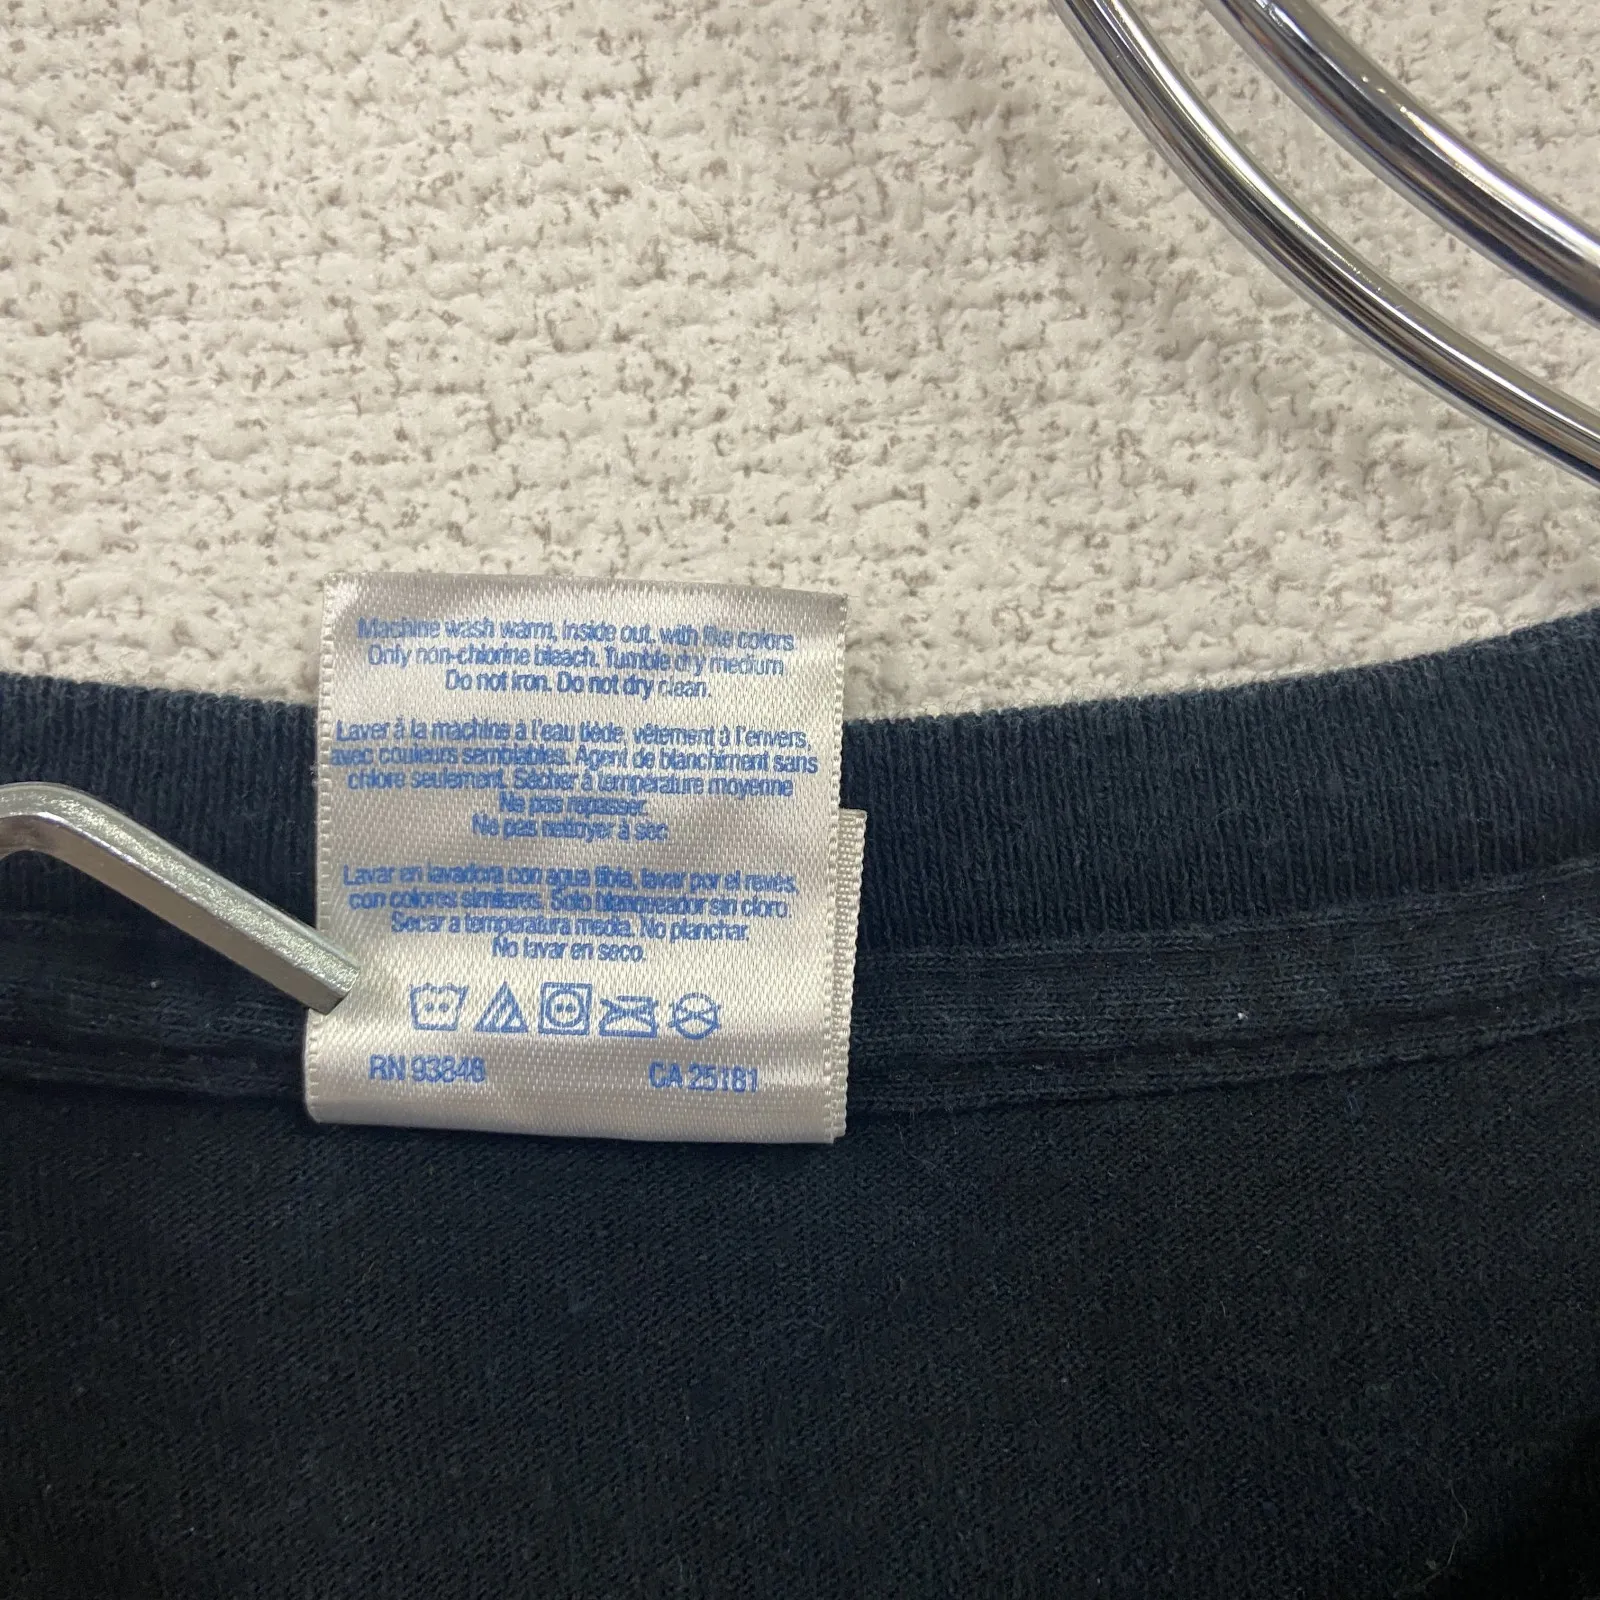 Machine wash warm, inside out, with like colors.
Only non-chlorine bleach. Tumble dry medium.
Do not iron. Do not dry clean.
Laver à la machine à l'eau tiède, vêtement à l'envers,
avec couleurs semblables. Agent de blanchiment sans
chlore seulement. Sécher à température moyenne
Ne pas repasser.
Ne pas nettoyer à sec
Lavar en lavadora con agua tibia, lavar por el revés,
con colores similares. Solo blanqueador sin cloro.
Secar a temperatura media. No planchar.
No lavar en seco.
RN 93846 CA 25181